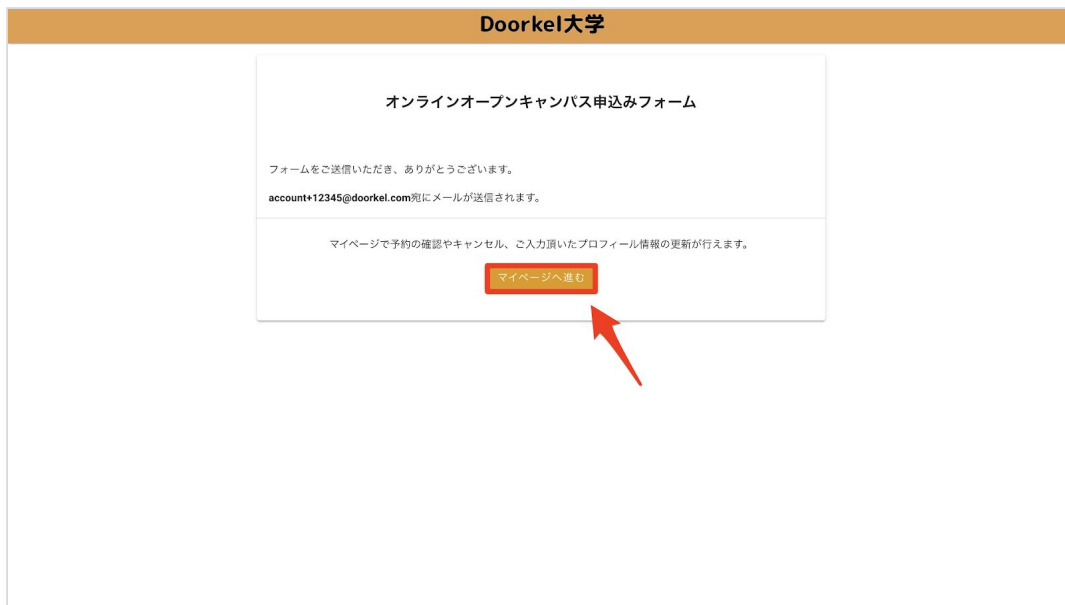 Doorkel大学
オンラインオープンキャンパス申込みフォーム
フォームをご送信いただき、ありがとうございます。
account+12345@doorkel.com宛にメールが送信されます。
マイページで予約の確認やキャンセル、ご入力頂いたプロフィール情報の更新が行えます。
マイページへ進む